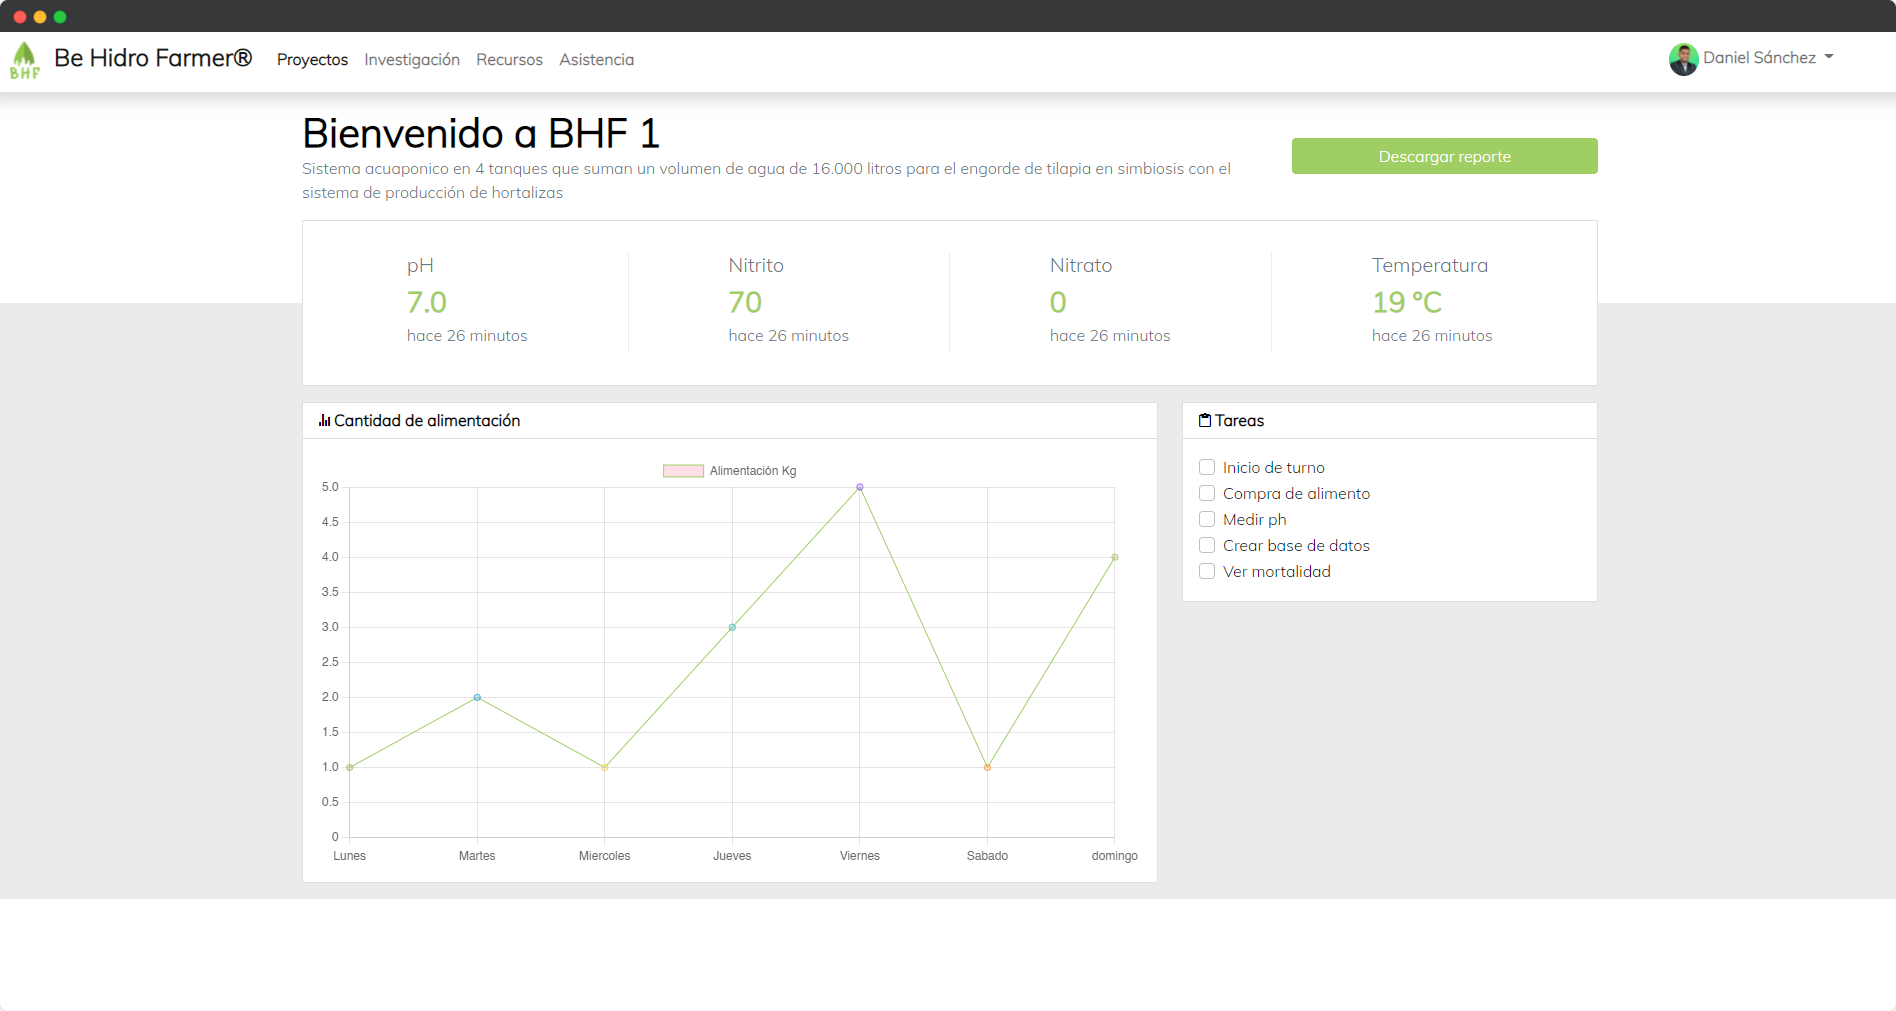 BHF
Be Hidro Farmer®
Proyectos
Investigación
Recursos
Asistencia
Daniel Sánchez
Bienvenido a BHF 1
Sistema acuaponico en 4 tanques que suman un volumen de agua de 16.000 litros para el engorde de tilapia en simbiosis con el
sistema de producción de hortalizas
Descargar reporte
pH
7.0
hace 26 minutos
Nitrito
70
hace 26 minutos
Nitrato
0
hace 26 minutos
Temperatura
19 °C
hace 26 minutos
Cantidad de alimentación
Alimentación Kg
5.0
4.5
4.0
3.5
3.0
2.5
2.0
1.5
1.0
0.5
0
Lunes
Martes
Miercoles
Jueves
Viernes
Sabado
domingo
Tareas
Inicio de turno
Compra de alimento
Medir ph
Crear base de datos
Ver mortalidad